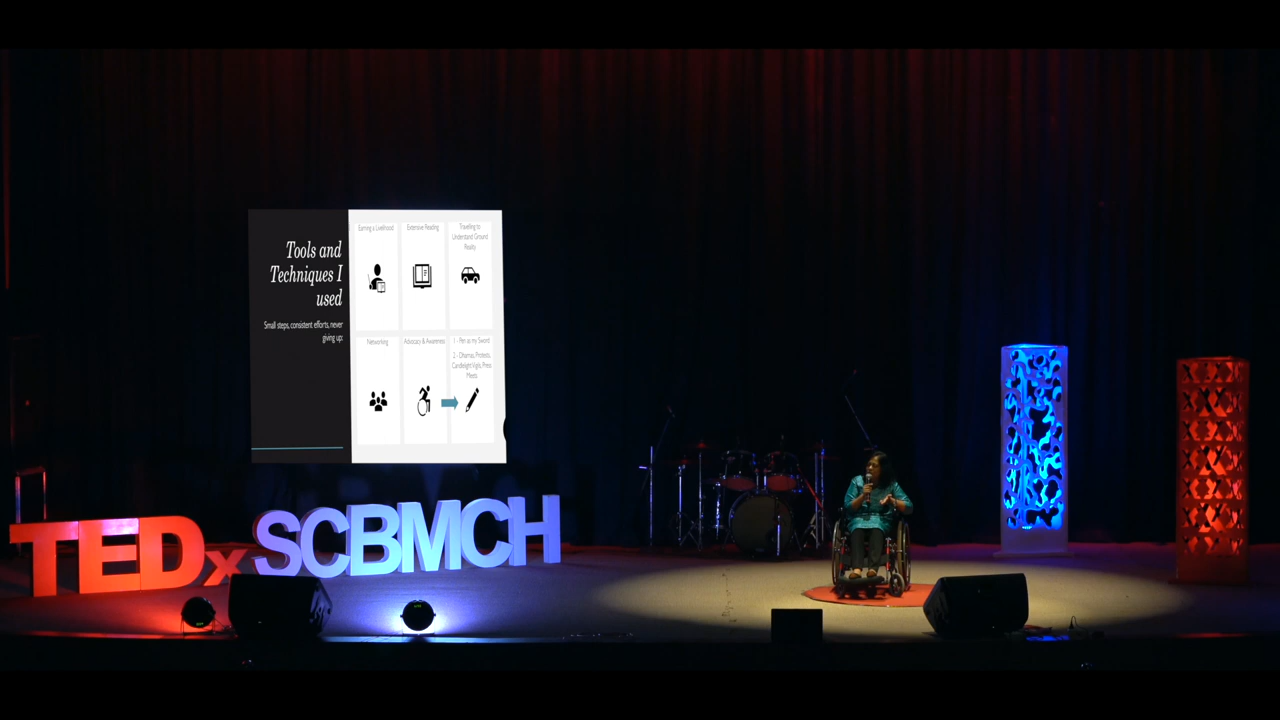 Tools and
Techniques I
used
Small steps, consistent efforts, never
giving up:
Earning a Livelihood
Extensive Reading
Travelling to
Understand Ground
Reality
Networking
Advocacy & Awareness
1 - Pen as my Sword
2 - Dharnas, Protests,
Candlelight Vigils, Press
Meets
TEDx SCBMCH